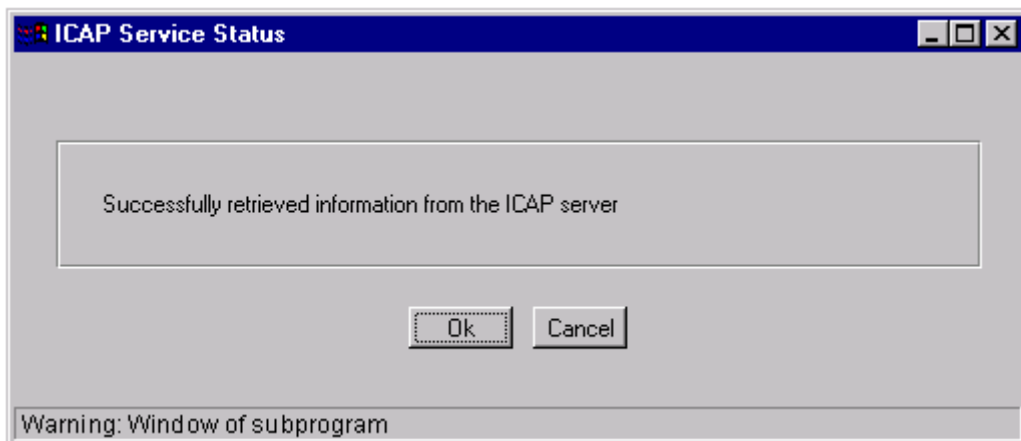 ICAP Service Status
Successfully retrieved information from the ICAP server
Ok Cancel
Warning: Window of subprogram